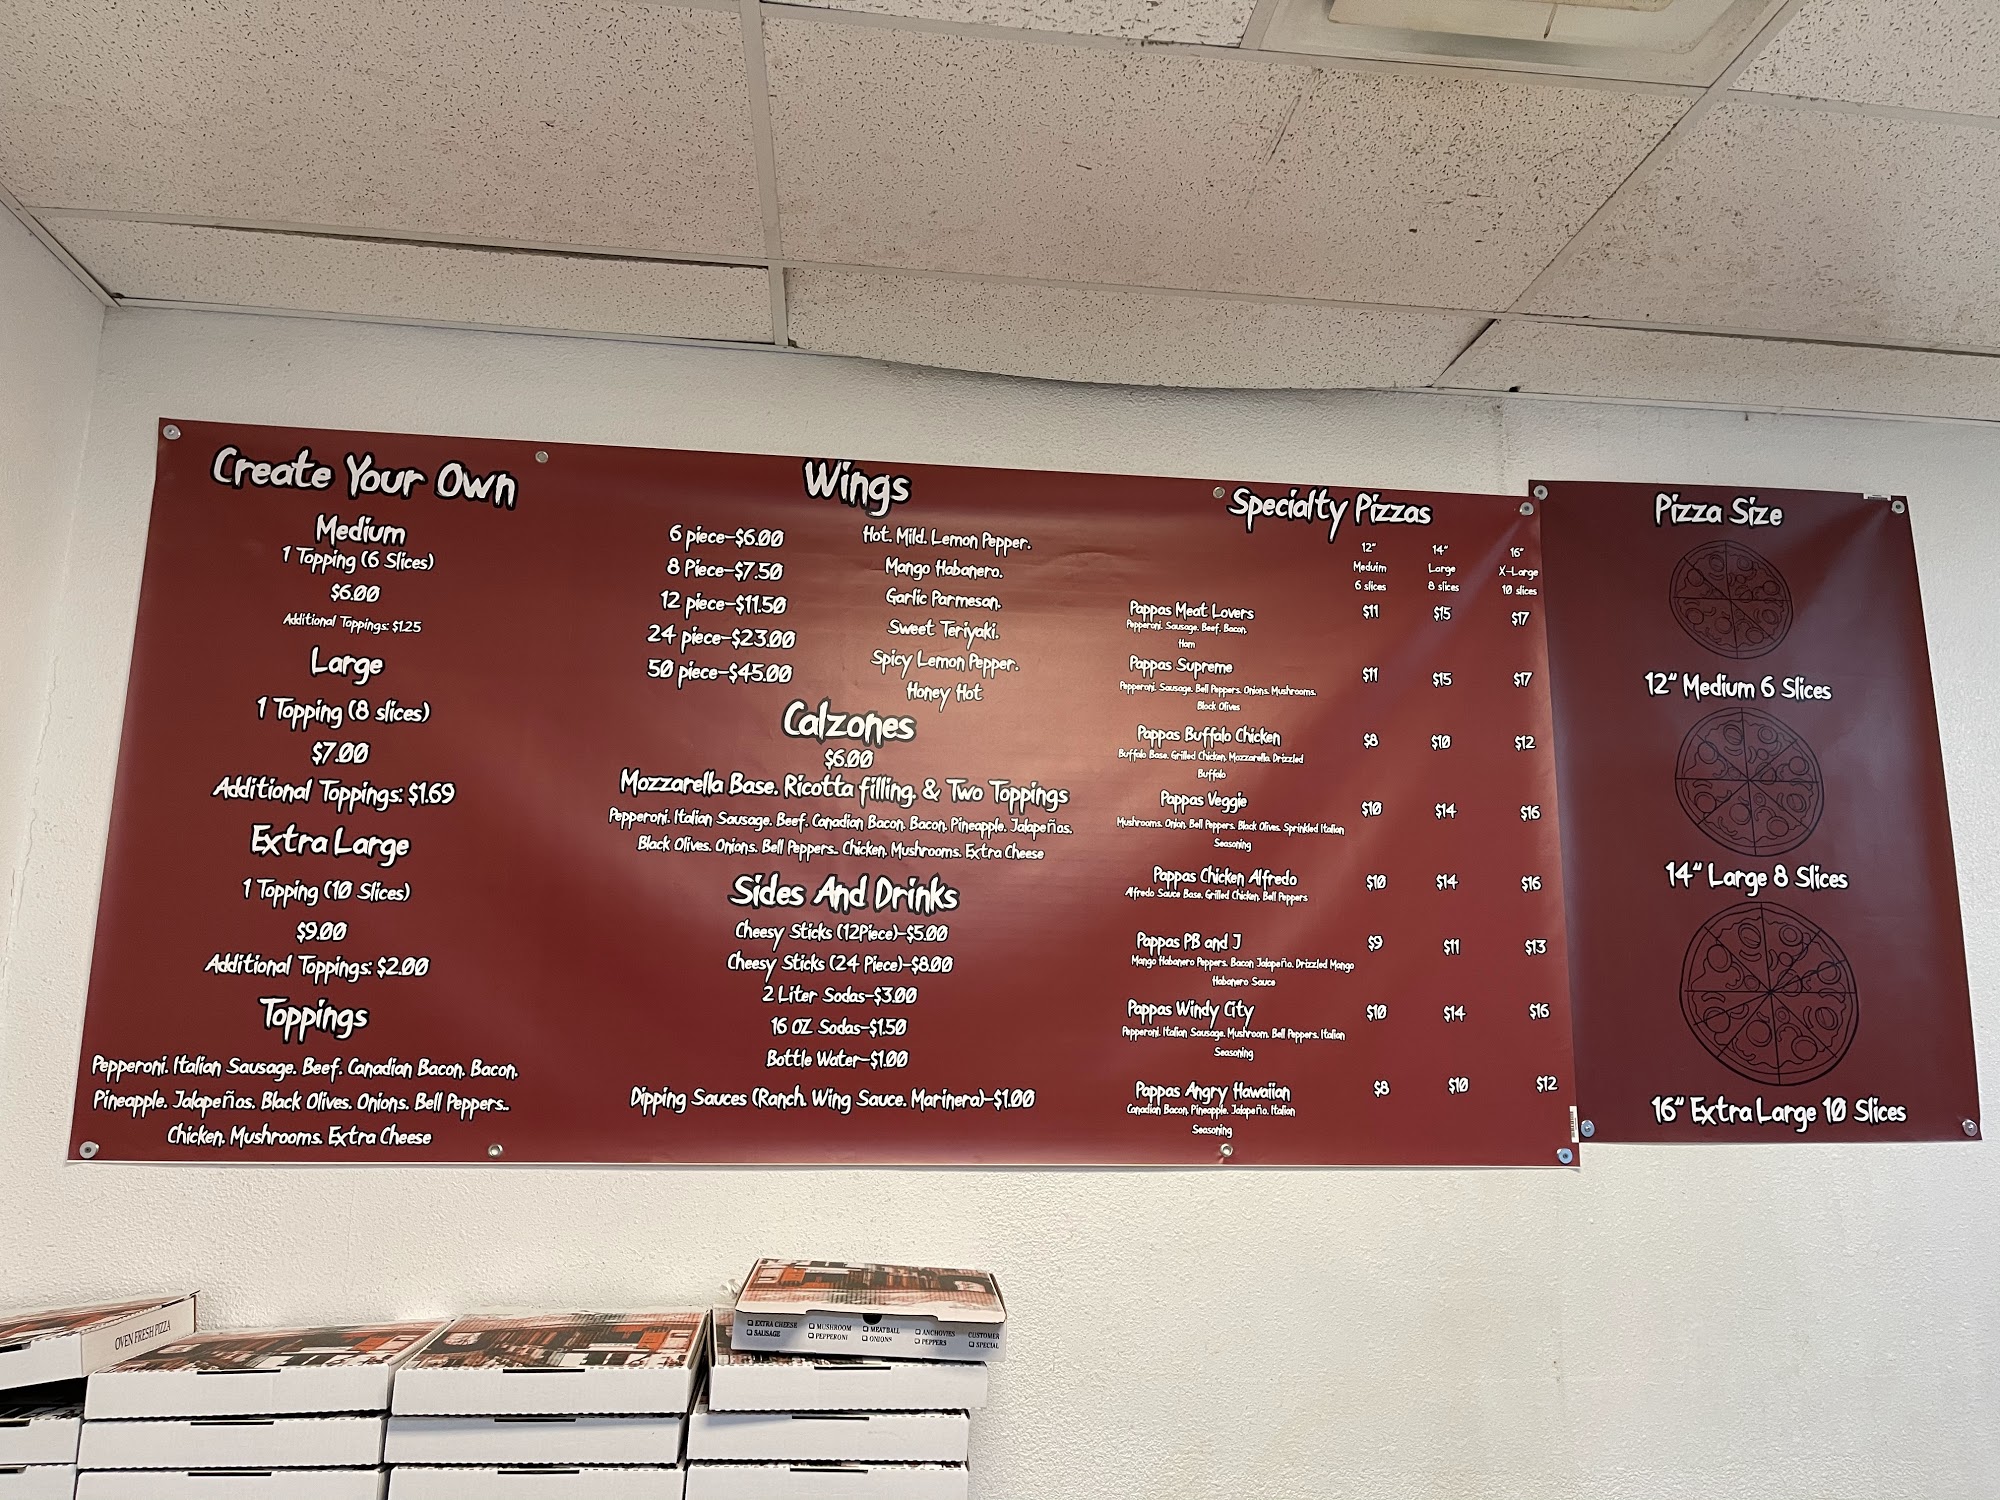 Create Your Own
Medium
1 Topping (6 Slices)
$6.00
Additional Toppings: $1.25
Large
1 Topping (8 slices)
$7.00
Additional Toppings: $1.69
Extra Large
1 Topping (10 Slices)
$9.00
Additional Toppings: $2.00
Toppings
Pepperoni. Italian Sausage. Beef. Canadian Bacon. Bacon.
Pineapple. Jalapeños. Black Olives. Onions. Bell Peppers..
Chicken. Mushrooms. Extra Cheese
Wings
6 piece-$6.00
8 Piece-$7.50
12 piece-$11.50
24 piece-$23.00
50 piece-$45.00
Hot. Mild. Lemon Pepper.
Mango Habanero.
Garlic Parmesan.
Sweet Teriyaki.
Spicy Lemon Pepper.
Honey Hot
Calzones
$6.00
Mozzarella Base. Ricotta filling. & Two Toppings
Pepperoni. Italian Sausage. Beef. Canadian Bacon. Bacon. Pineapple. Jalapeños.
Black Olives. Onions. Bell Peppers.. Chicken. Mushrooms. Extra Cheese
Sides And Drinks
Cheesy Sticks (12Piece)-$5.00
Cheesy Sticks (24 Piece)-$8.00
2 Liter Sodas-$3.00
16 OZ Sodas-$1.50
Bottle Water-$1.00
Dipping Sauces (Ranch. Wing Sauce. Marinera)-$1.00
Specialty Pizzas
12" 14" 16"
Meduim Large X-Large
6 slices 8 slices 10 slices
Pappas Meat Lovers $11 $15 $17
Pepperoni. Sausage. Beef. Bacon.
Ham
Pappas Supreme $11 $15 $17
Pepperoni. Sausage. Bell Peppers. Onions. Mushrooms.
Black Olives
Pappas Buffalo Chicken $8 $10 $12
Buffalo Base. Grilled Chicken. Mozzarella. Drizzled
Buffalo
Pappas Veggie $10 $14 $16
Mushrooms. Onion. Bell Peppers. Black Olives. Sprinkled Italian
Seasoning
Pappas Chicken Alfredo $10 $14 $16
Alfredo Sauce Base. Grilled Chicken. Bell Peppers
Pappas PB and J $9 $11 $13
Mango Habanero Peppers. Bacon Jalapeño. Drizzled Mango
Habanero Sauce
Pappas Windy City $10 $14 $16
Pepperoni. Italian Sausage. Mushroom. Bell Peppers. Italian
Seasoning
Pappas Angry Hawaiian $8 $10 $12
Canadian Bacon. Pineapple. Jalapeño. Italian
Seasoning
Pizza Size
12" Medium 6 Slices
14" Large 8 Slices
16" Extra Large 10 Slices
OVEN FRESH PIZZA
EXTRA CHEESE MUSHROOM MEATBALL ANCHOVIES CUSTOMER
SAUSAGE PEPPERONI ONIONS PEPPERS SPECIAL